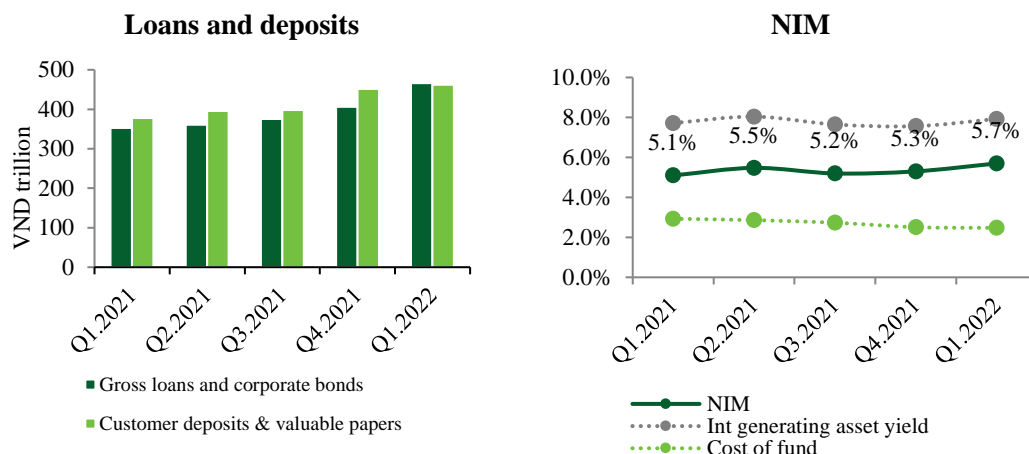 Loans and deposits
500
400
300
200
100
0
VND trillion
Q1.2021
Q2.2021
Q3.2021
Q4.2021
Q1.2022
Gross loans and corporate bonds
Customer deposits & valuable papers
NIM
10.0%
8.0%
6.0%
4.0%
2.0%
0.0%
5.1%
5.5%
5.2%
5.3%
5.7%
Q1.2021
Q2.2021
Q3.2021
Q4.2021
Q1.2022
NIM
Int generating asset yield
Cost of fund